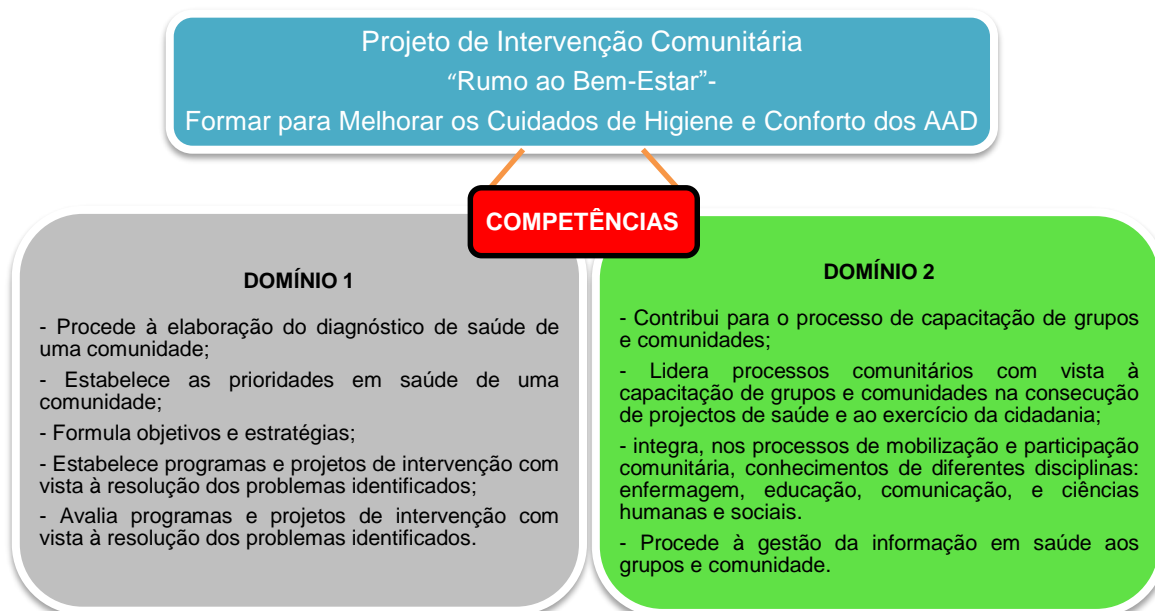 Projeto de Intervenção Comunitária
“Rumo ao Bem-Estar”-
Formar para Melhorar os Cuidados de Higiene e Conforto dos AAD
COMPETÊNCIAS
DOMÍNIO 1
- Procede à elaboração do diagnóstico de saúde de
uma comunidade;
- Estabelece as prioridades em saúde de uma
comunidade;
- Formula objetivos e estratégias;
- Estabelece programas e projetos de intervenção com
vista à resolução dos problemas identificados;
- Avalia programas e projetos de intervenção com
vista à resolução dos problemas identificados.
DOMÍNIO 2
- Contribui para o processo de capacitação de grupos
e comunidades;
- Lidera processos comunitários com vista à
capacitação de grupos e comunidades na consecução
de projectos de saúde e ao exercício da cidadania;
- integra, nos processos de mobilização e participação
comunitária, conhecimentos de diferentes disciplinas:
enfermagem, educação, comunicação, e ciências
humanas e sociais.
- Procede à gestão da informação em saúde aos
grupos e comunidade.